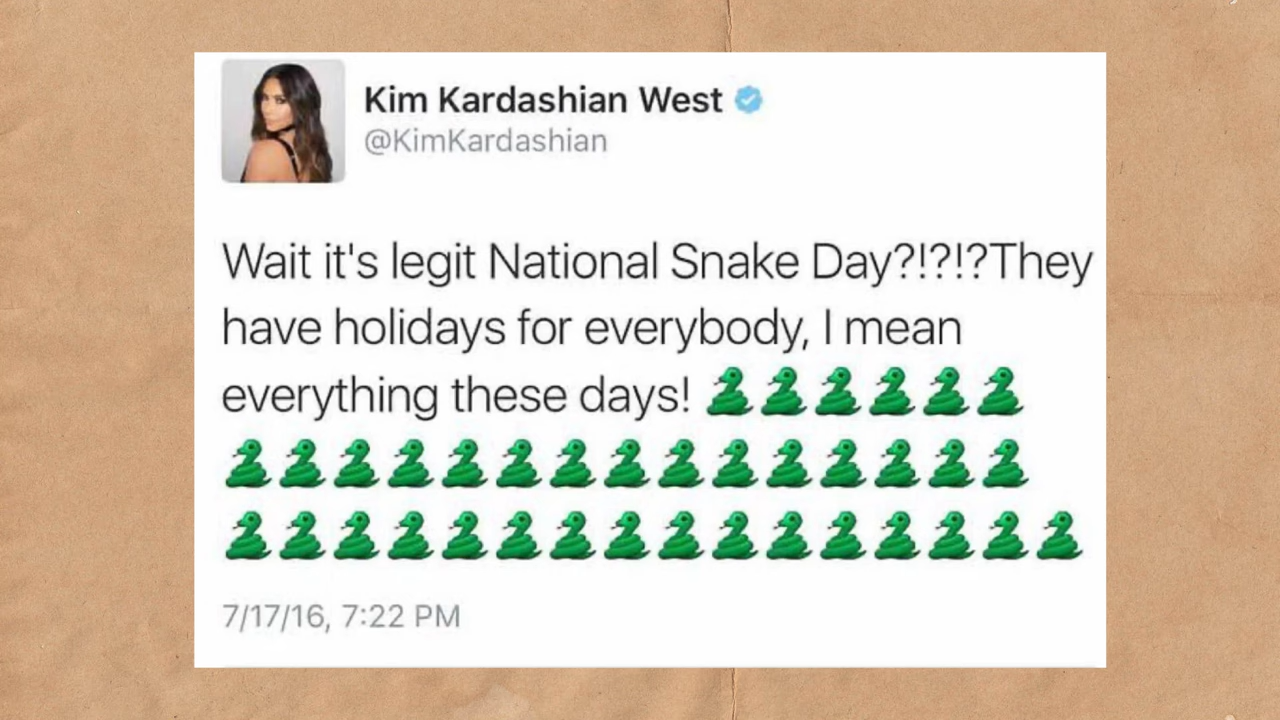 Kim Kardashian West
@KimKardashian
Wait it's legit National Snake Day?!?!?They
have holidays for everybody, I mean
everything these days! 🐍🐍🐍🐍🐍🐍
🐍🐍🐍🐍🐍🐍🐍🐍🐍🐍🐍🐍🐍🐍🐍
🐍🐍🐍🐍🐍🐍🐍🐍🐍🐍🐍🐍🐍🐍🐍🐍
7/17/16, 7:22 PM